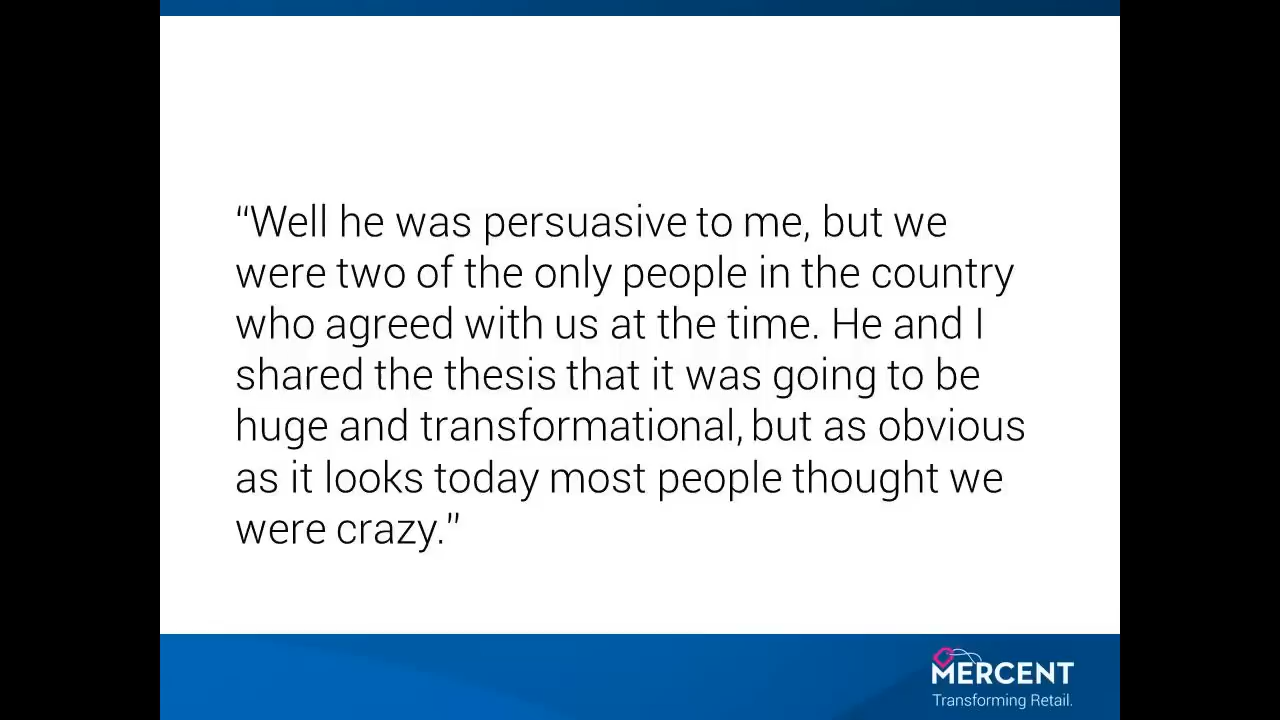 “Well he was persuasive to me, but we
were two of the only people in the country
who agreed with us at the time. He and I
shared the thesis that it was going to be
huge and transformational, but as obvious
as it looks today most people thought we
were crazy.”
MERCENT
Transforming Retail.